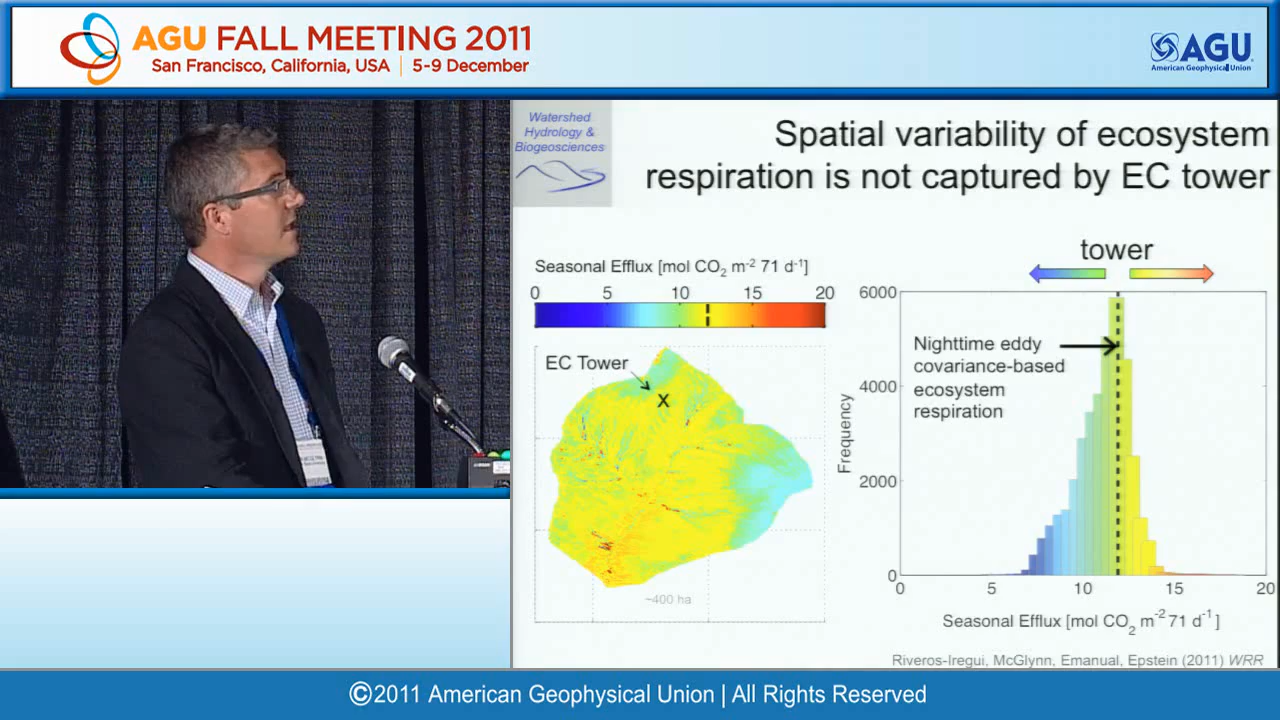 AGU FALL MEETING 2011
San Francisco, California, USA | 5-9 December
AGU
American Geophysical Union
Watershed
Hydrology &
Biogeosciences
Spatial variability of ecosystem
respiration is not captured by EC tower
Seasonal Efflux [mol CO2 m-2 71 d-1]
0 5 10 15 20
EC Tower
X
~400 ha
tower
6000
4000
2000
0
Frequency
Nighttime eddy
covariance-based
ecosystem
respiration
0 5 10 15 20
Seasonal Efflux [mol CO2 m-2 71 d-1]
Riveros-Iregui, McGlynn, Emanual, Epstein (2011) WRR
©2011 American Geophysical Union | All Rights Reserved